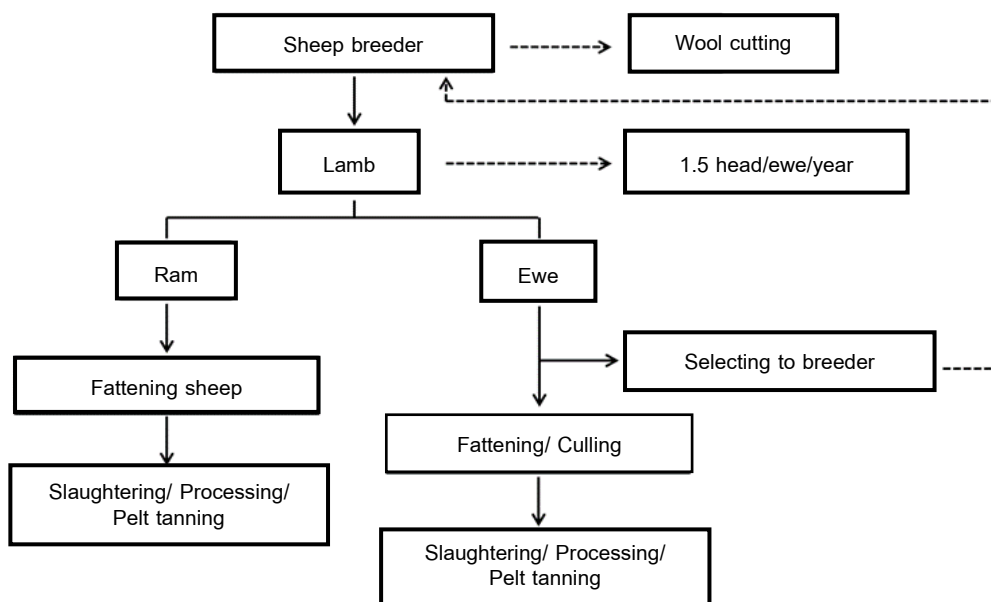 Sheep breeder
Wool cutting
Lamb
1.5 head/ewe/year
Ram
Ewe
Selecting to breeder
Fattening sheep
Fattening/ Culling
Slaughtering/ Processing/
Pelt tanning
Slaughtering/ Processing/
Pelt tanning